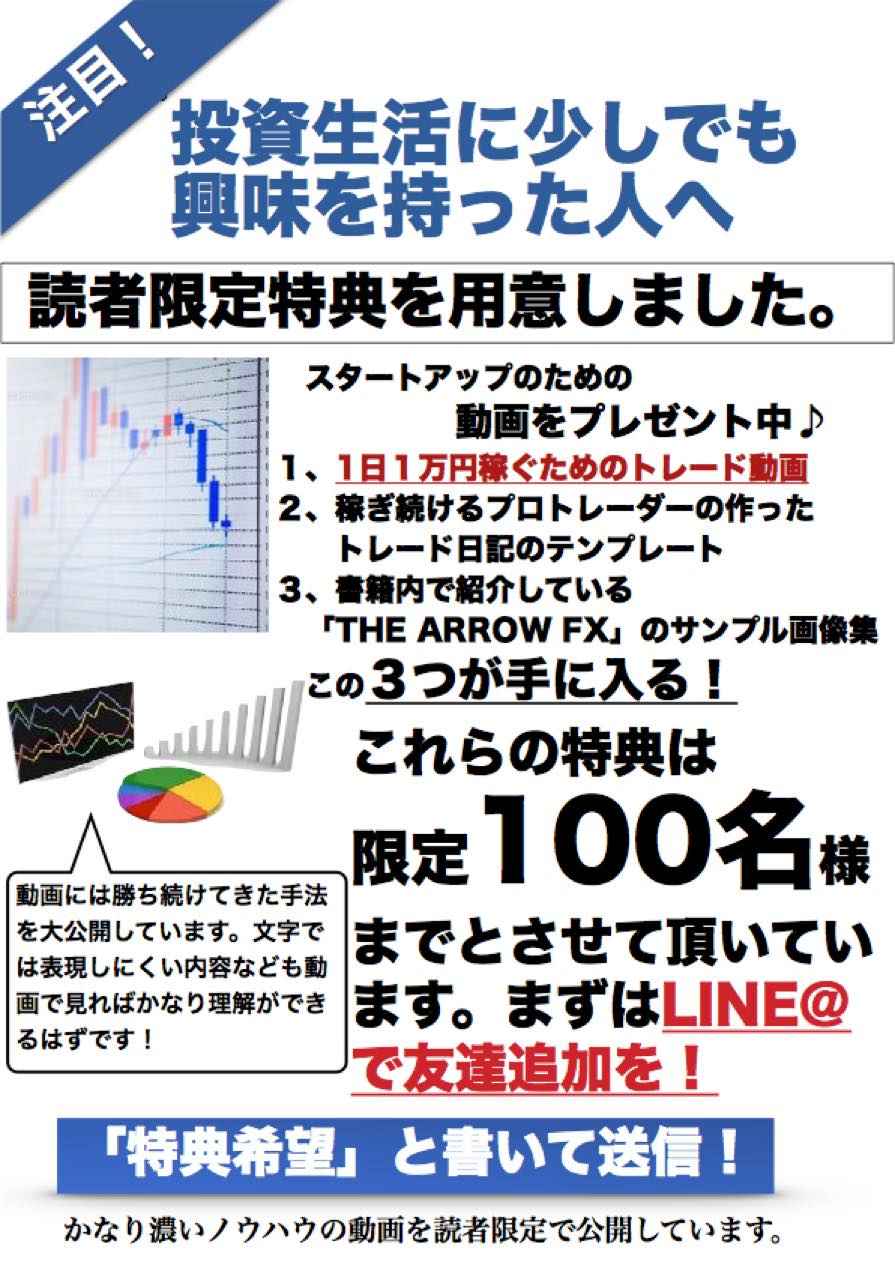 注目！
投資生活に少しでも
興味を持った人へ
読者限定特典を用意しました。
スタートアップのための
動画をプレゼント中♪
１、１日１万円稼ぐためのトレード動画
２、稼ぎ続けるプロトレーダーの作った
トレード日記のテンプレート
３、書籍内で紹介している
「THE ARROW FX」のサンプル画像集
この３つが手に入る！
これらの特典は
限定100名様
までとさせて頂いてい
ます。まずはLINE@
で友達追加を！
動画には勝ち続けてきた手法
を大公開しています。文字で
は表現しにくい内容なども動
画で見ればかなり理解ができ
るはずです！
「特典希望」と書いて送信！
かなり濃いノウハウの動画を読者限定で公開しています。